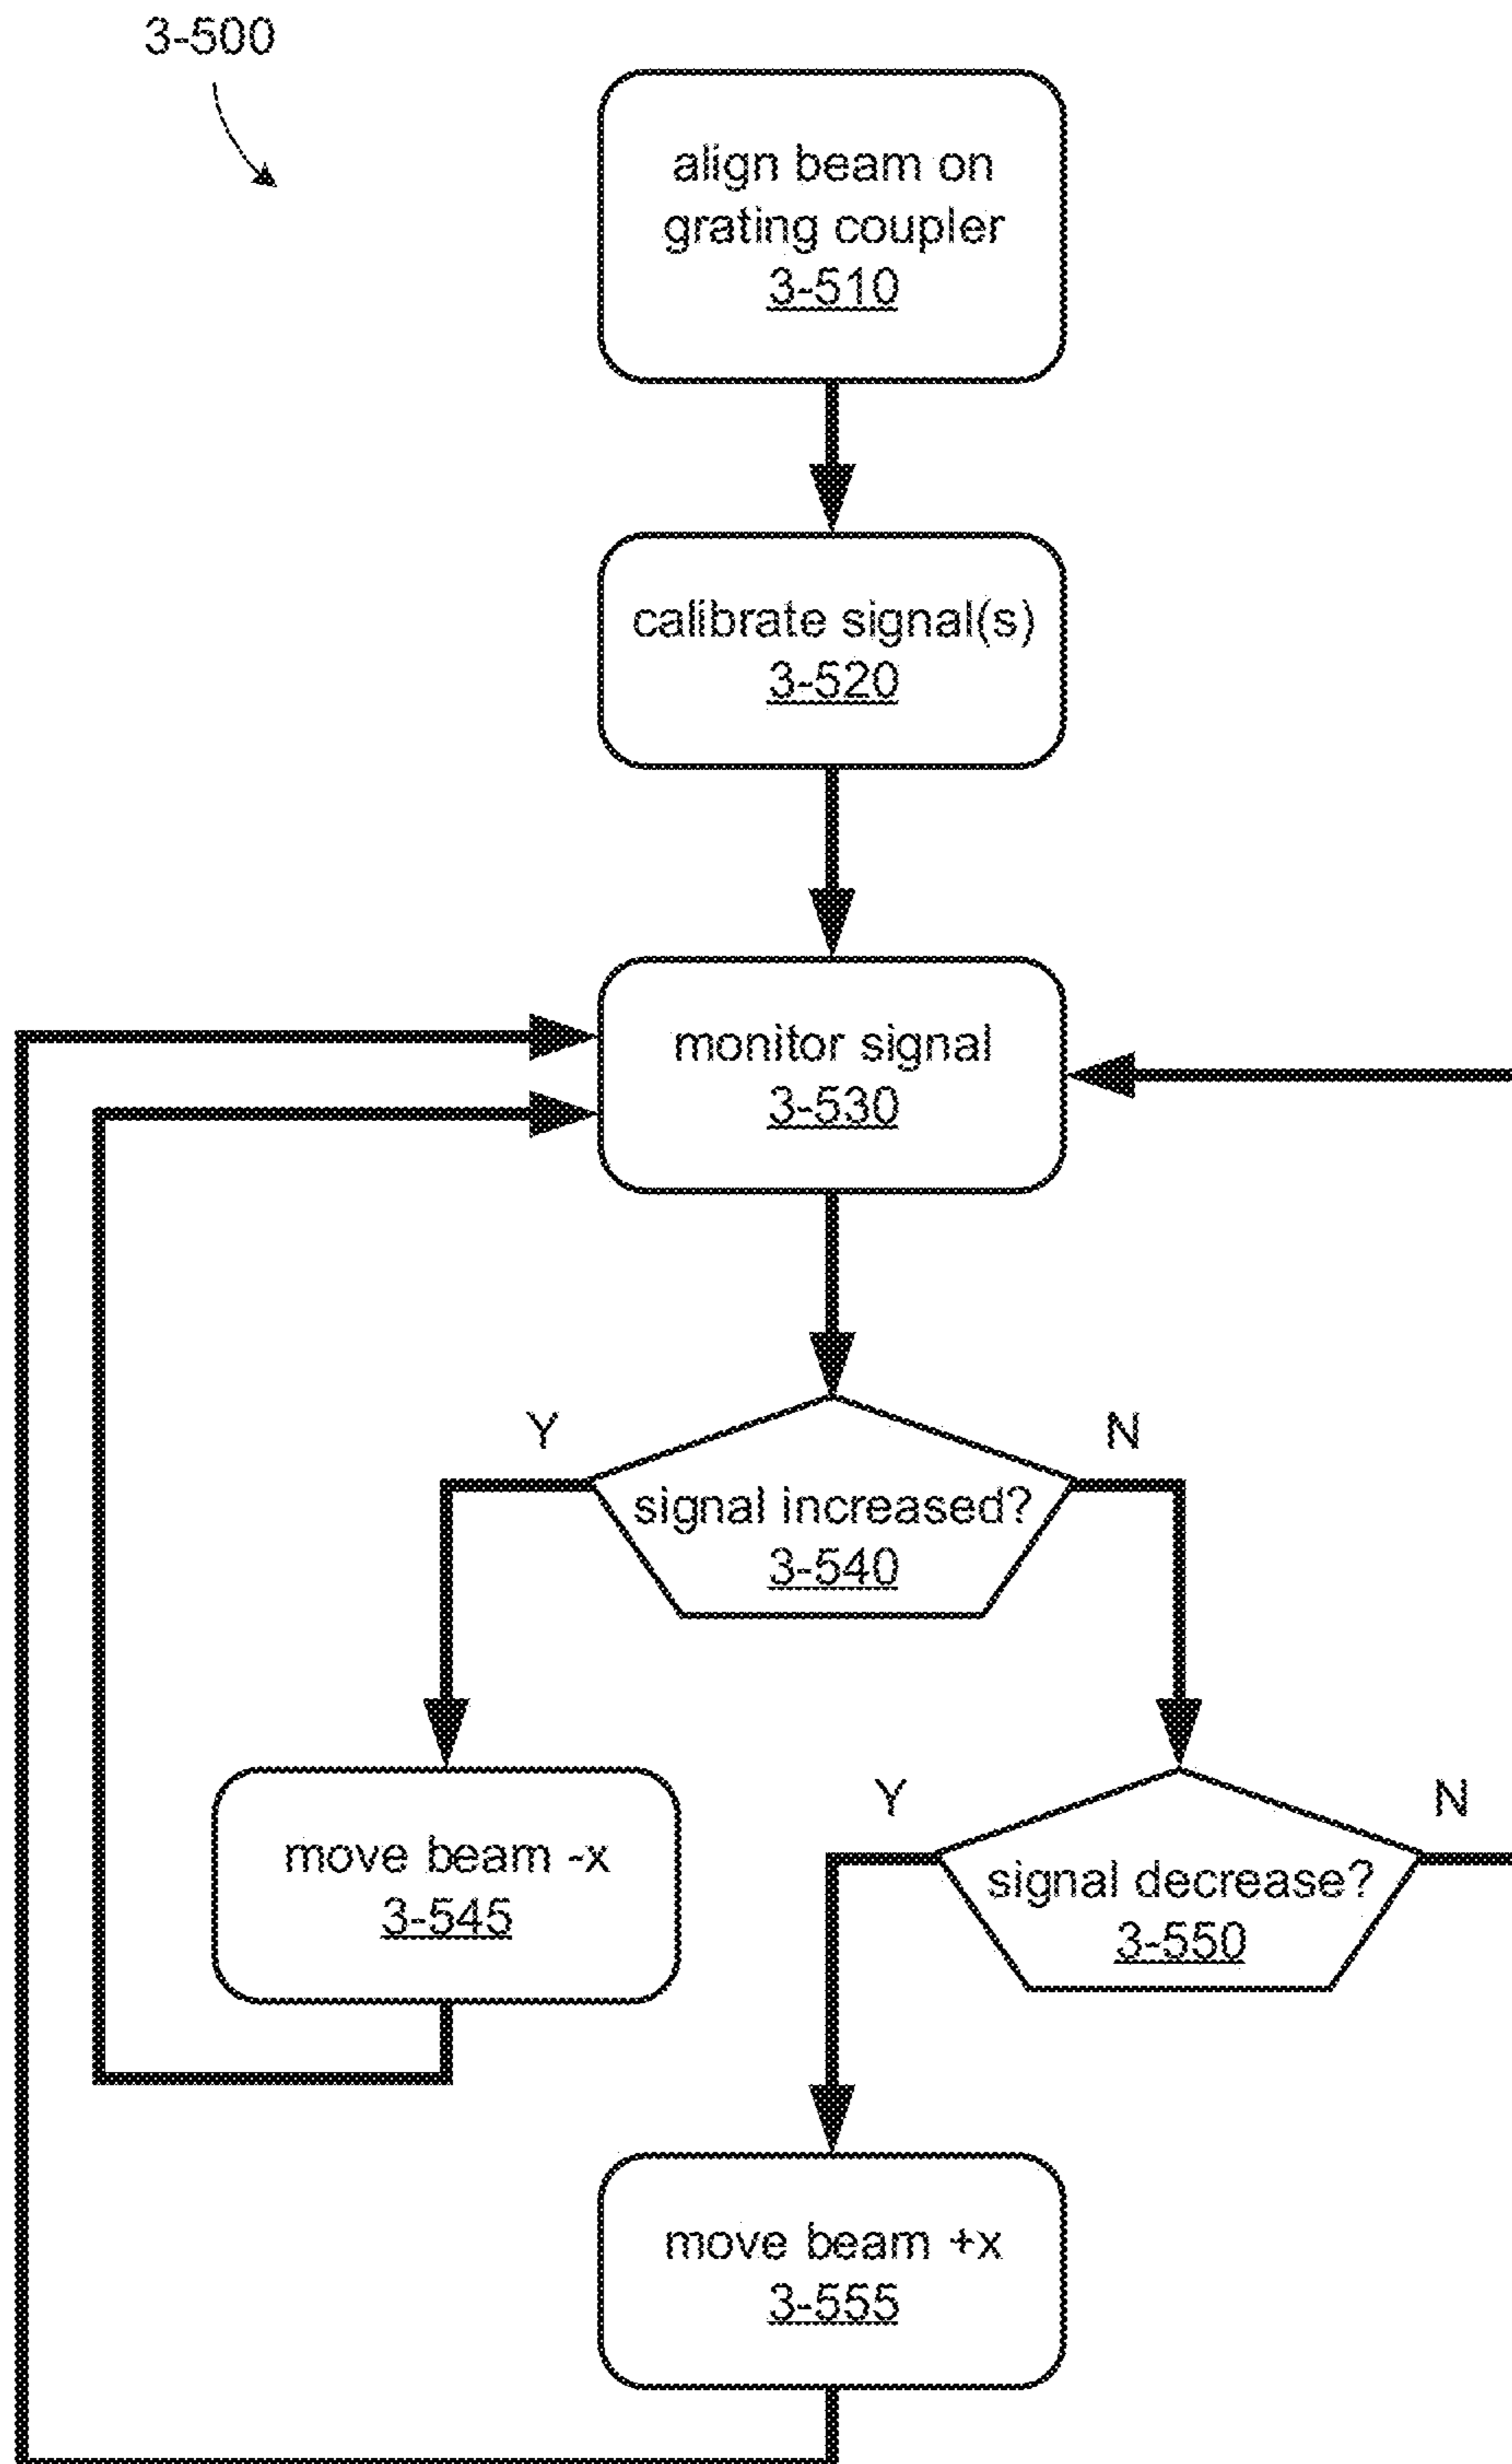 3-500
align beam on
grating coupler
3-510
calibrate signal(s)
3-520
monitor signal
3-530
Y
N
signal increased?
3-540
move beam -x
3-545
Y
N
signal decrease?
3-550
move beam +x
3-555